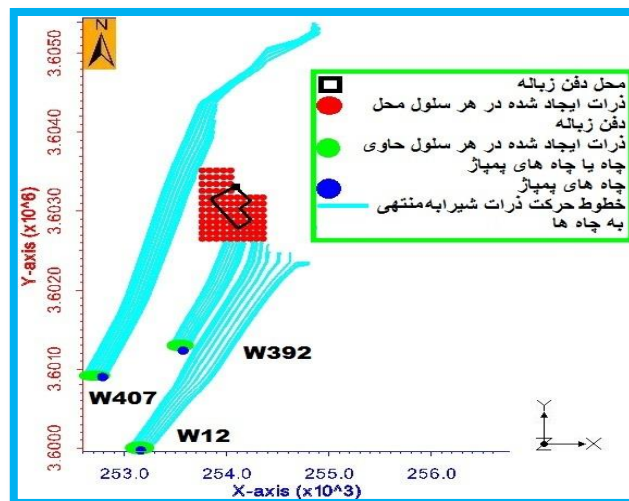 Z
3.6050
3.6040
3.6030
3.6020
3.6010
3.6000
Y-axis (x10^6)
محل دفن زباله
ذرات ایجاد شده در هر سلول محل
دفن زباله
ذرات ایجاد شده در هر سلول حاوی
چاه یا چاه های پمپاژ
چاه های پمپاژ
خطوط حرکت ذرات شیرابه منتهی
به چاه ها
W392
W407
W12
253.0 254.0 255.0 256.0
X-axis (x10^3)
Y
Z X